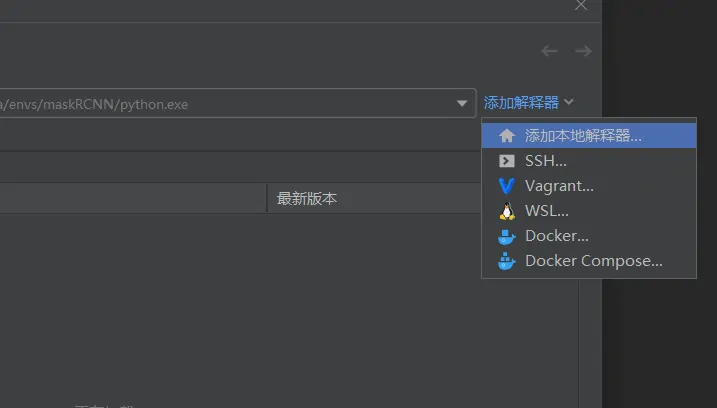 a/envs/maskRCNN/python.exe
添加解释器
添加本地解释器...
SSH...
Vagrant...
最新版本
WSL...
Docker...
Docker Compose...